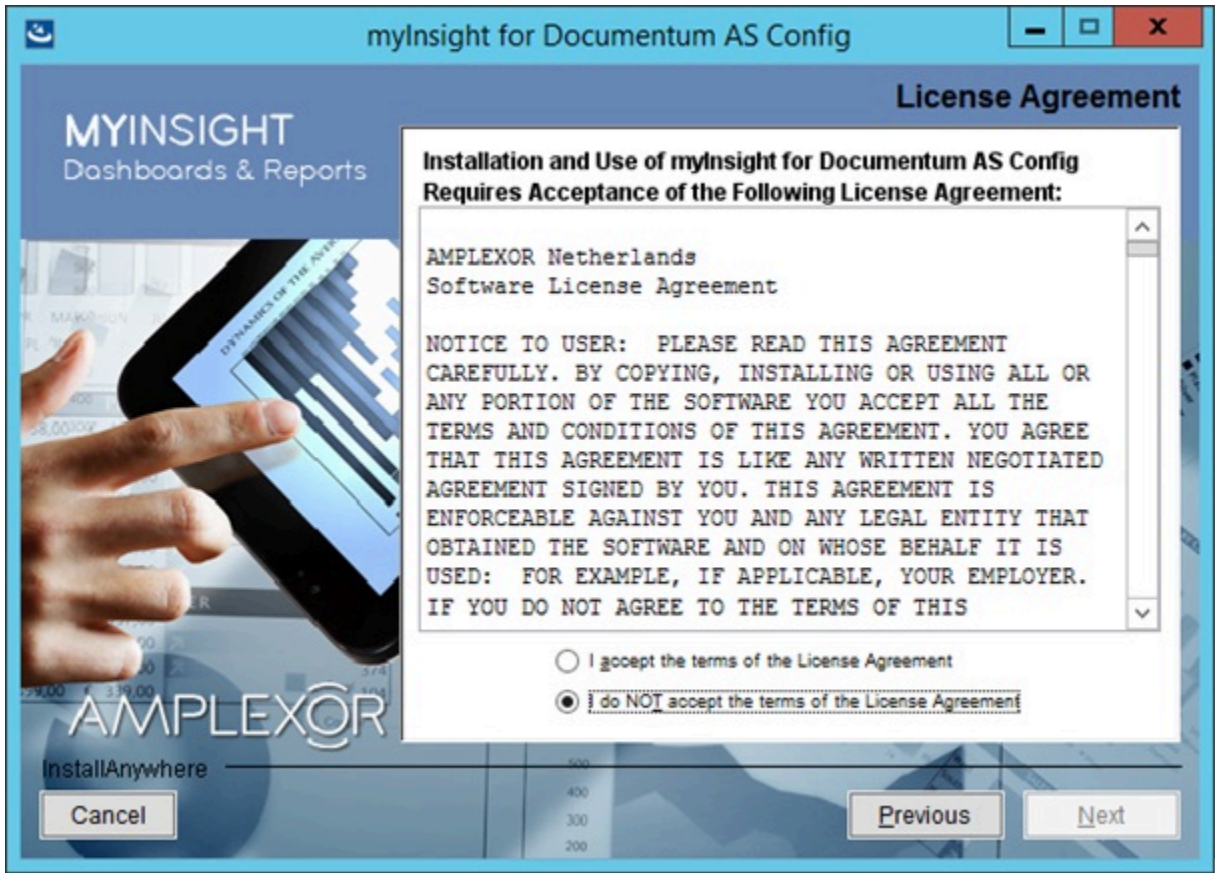 myInsight for Documentum AS Config
License Agreement
MYINSIGHT
Dashboards & Reports
Installation and Use of myInsight for Documentum AS Config
Requires Acceptance of the Following License Agreement:
AMPLEXOR Netherlands
Software License Agreement
NOTICE TO USER:  PLEASE READ THIS AGREEMENT
CAREFULLY. BY COPYING, INSTALLING OR USING ALL OR
ANY PORTION OF THE SOFTWARE YOU ACCEPT ALL THE
TERMS AND CONDITIONS OF THIS AGREEMENT. YOU AGREE
THAT THIS AGREEMENT IS LIKE ANY WRITTEN NEGOTIATED
AGREEMENT SIGNED BY YOU. THIS AGREEMENT IS
ENFORCEABLE AGAINST YOU AND ANY LEGAL ENTITY THAT
OBTAINED THE SOFTWARE AND ON WHOSE BEHALF IT IS
USED:  FOR EXAMPLE, IF APPLICABLE, YOUR EMPLOYER.
IF YOU DO NOT AGREE TO THE TERMS OF THIS
I accept the terms of the License Agreement
I do NOT accept the terms of the License Agreement
DYNAMICS OF THE
AMPLEXOR
InstallAnywhere
500
400
300
200
Cancel
Previous
Next